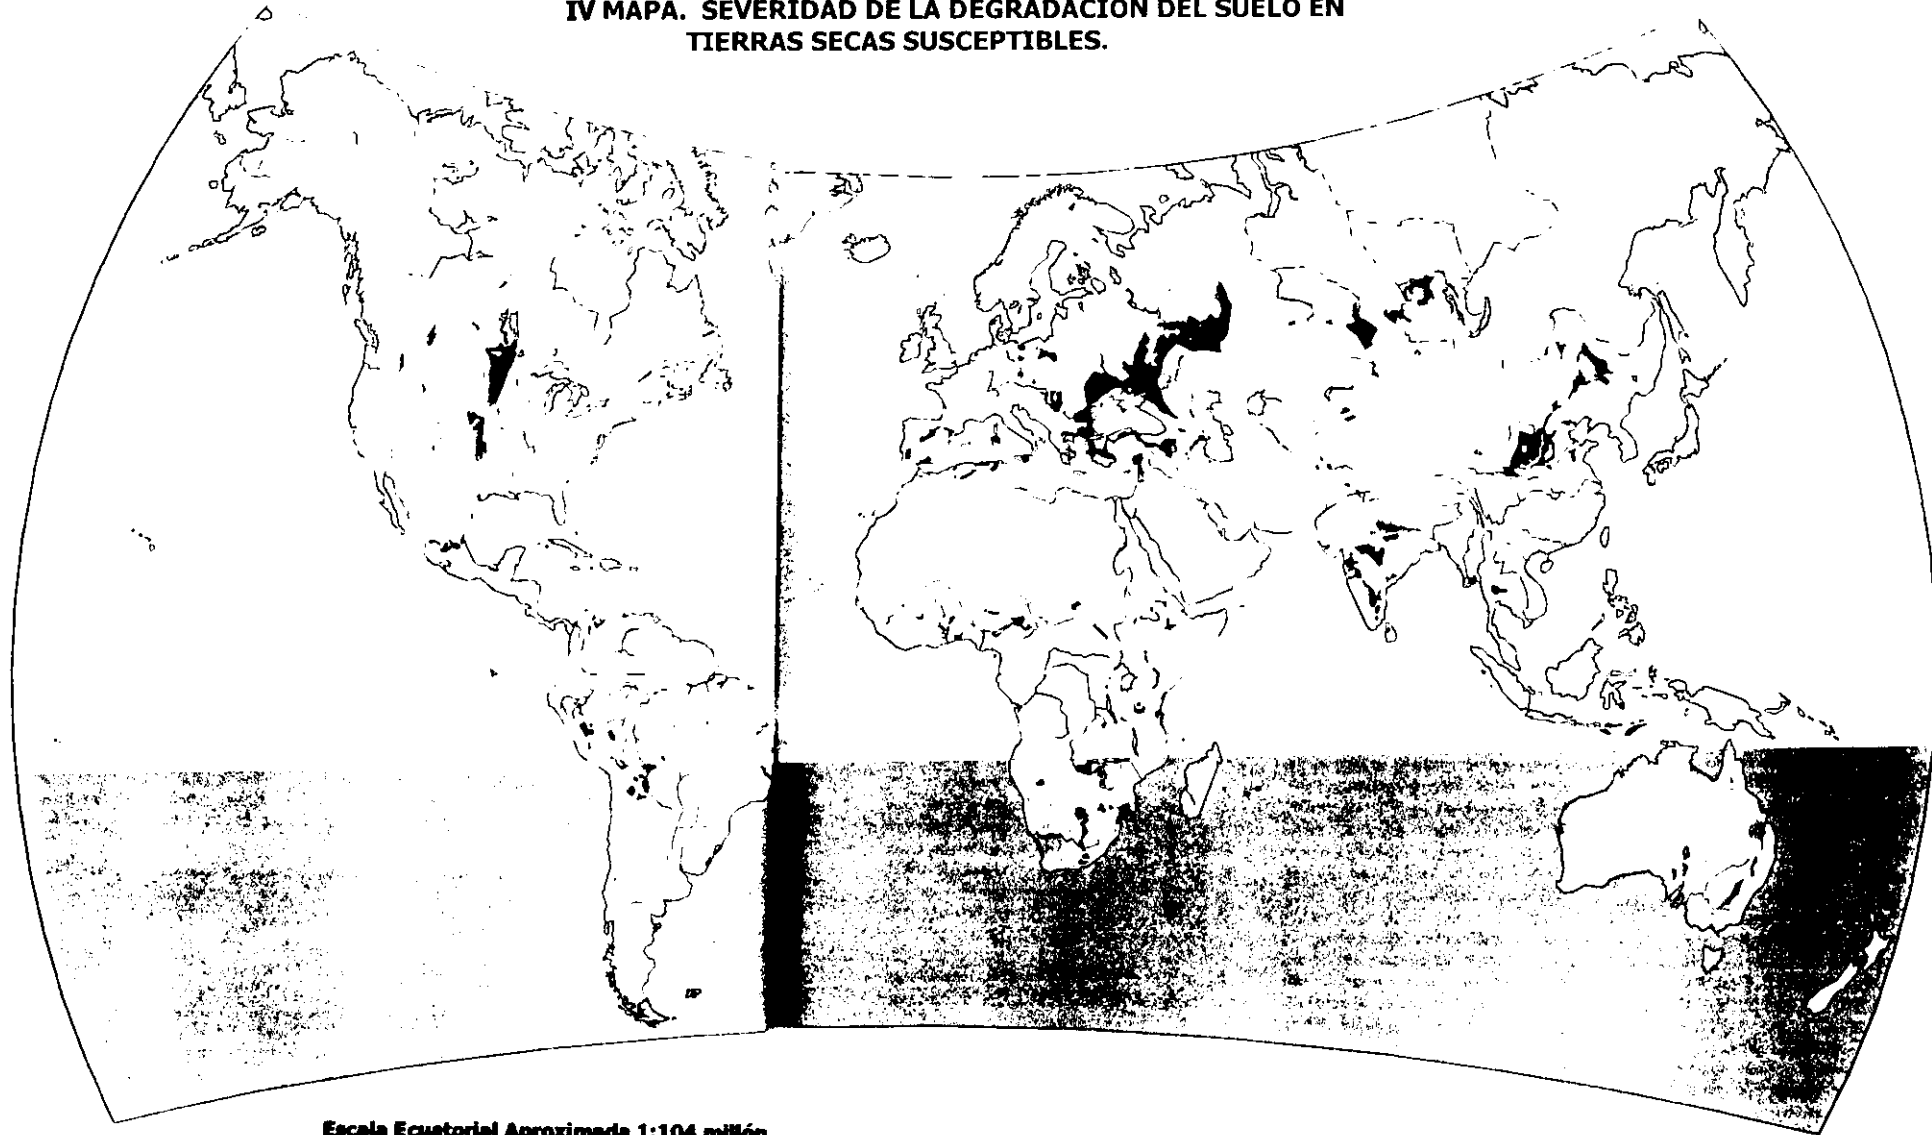 IV MAPA. SEVERIDAD DE LA DEGRADACION DEL SUELO EN
TIERRAS SECAS SUSCEPTIBLES.
Escala Ecuatorial Aproximada 1:104 millón